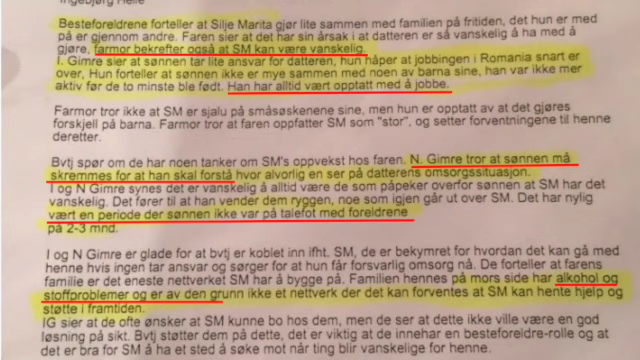 Ingebjørg Helle
Besteforeldrene forteller at Silje Marita gjør lite sammen med familien på fritiden, det hun er med
på er gjennom andre. Faren sier at det har sin årsak i at datteren er så vanskelig å ha med å
gjøre, farmor bekrefter også at SM kan være vanskelig.
I. Gimre sier at sønnen tar lite ansvar for datteren, hun håper at jobbingen i Romania snart er
over, Hun forteller at sønnen ikke er mye sammen med noen av barna sine, han var ikke mer
aktiv før de to minste ble født. Han har alltid vært opptatt med å jobbe.
Farmor tror ikke at SM er sjalu på småsøskenene sine, men hun er opptatt av at det gjøres
forskjell på barna. Farmor tror at faren oppfatter SM som "stor", og setter forventningene til henne
deretter.
Bvtj spør om de har noen tanker om SM's oppvekst hos faren. N. Gimre tror at sønnen må
skremmes for at han skal forstå hvor alvorlig en ser på datterens omsorgssituasjon.
I og N Gimre synes det er vanskelig å alltid være de som påpeker overfor sønnen at SM har det
vanskelig. Det fører til at han vender dem ryggen, noe som igjen går ut over SM. Det har nylig
vært en periode der sønnen ikke var på talefot med foreldrene
på 2-3 mnd.
I og N Gimre er glade for at bvtj er koblet inn ifht. SM, de er bekymret for hvordan det kan gå med
henne hvis ingen tar ansvar og sørger for at hun får forsvarlig omsorg nå. De forteller at farens
familie er det eneste nettverket SM har å bygge på. Familien hennes på mors side har alkohol og
stoffproblemer og er av den grunn ikke et nettverk der det kan forventes at SM kan hente hjelp og
støtte i framtiden.
IG sier at de ofte ønsker at SM kunne bo hos dem, men de ser at dette ikke ville være en god
løsning på sikt. Bvtj støtter dem på dette, det er viktig at de innehar en besteforeldre-rolle og at
det er bra for SM å ha et sted å søke mot når ting blir vanskelige for henne.